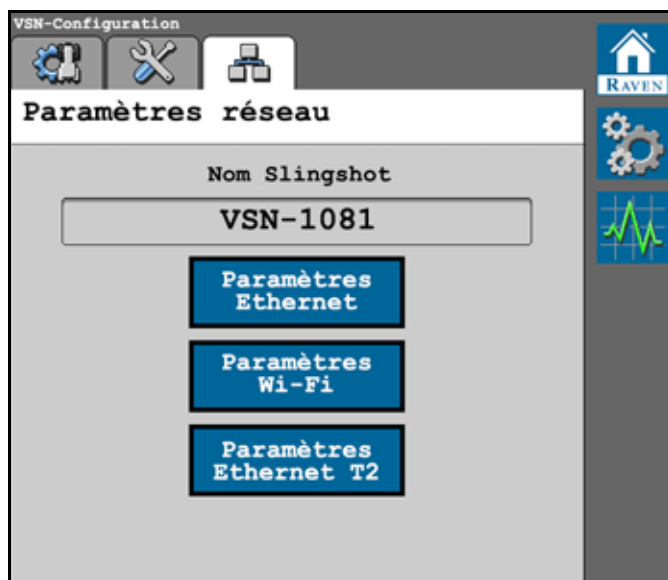 VSN-Configuration
RAVEN
Paramètres réseau
Nom Slingshot
VSN-1081
Paramètres
Ethernet
Paramètres
Wi-Fi
Paramètres
Ethernet T2